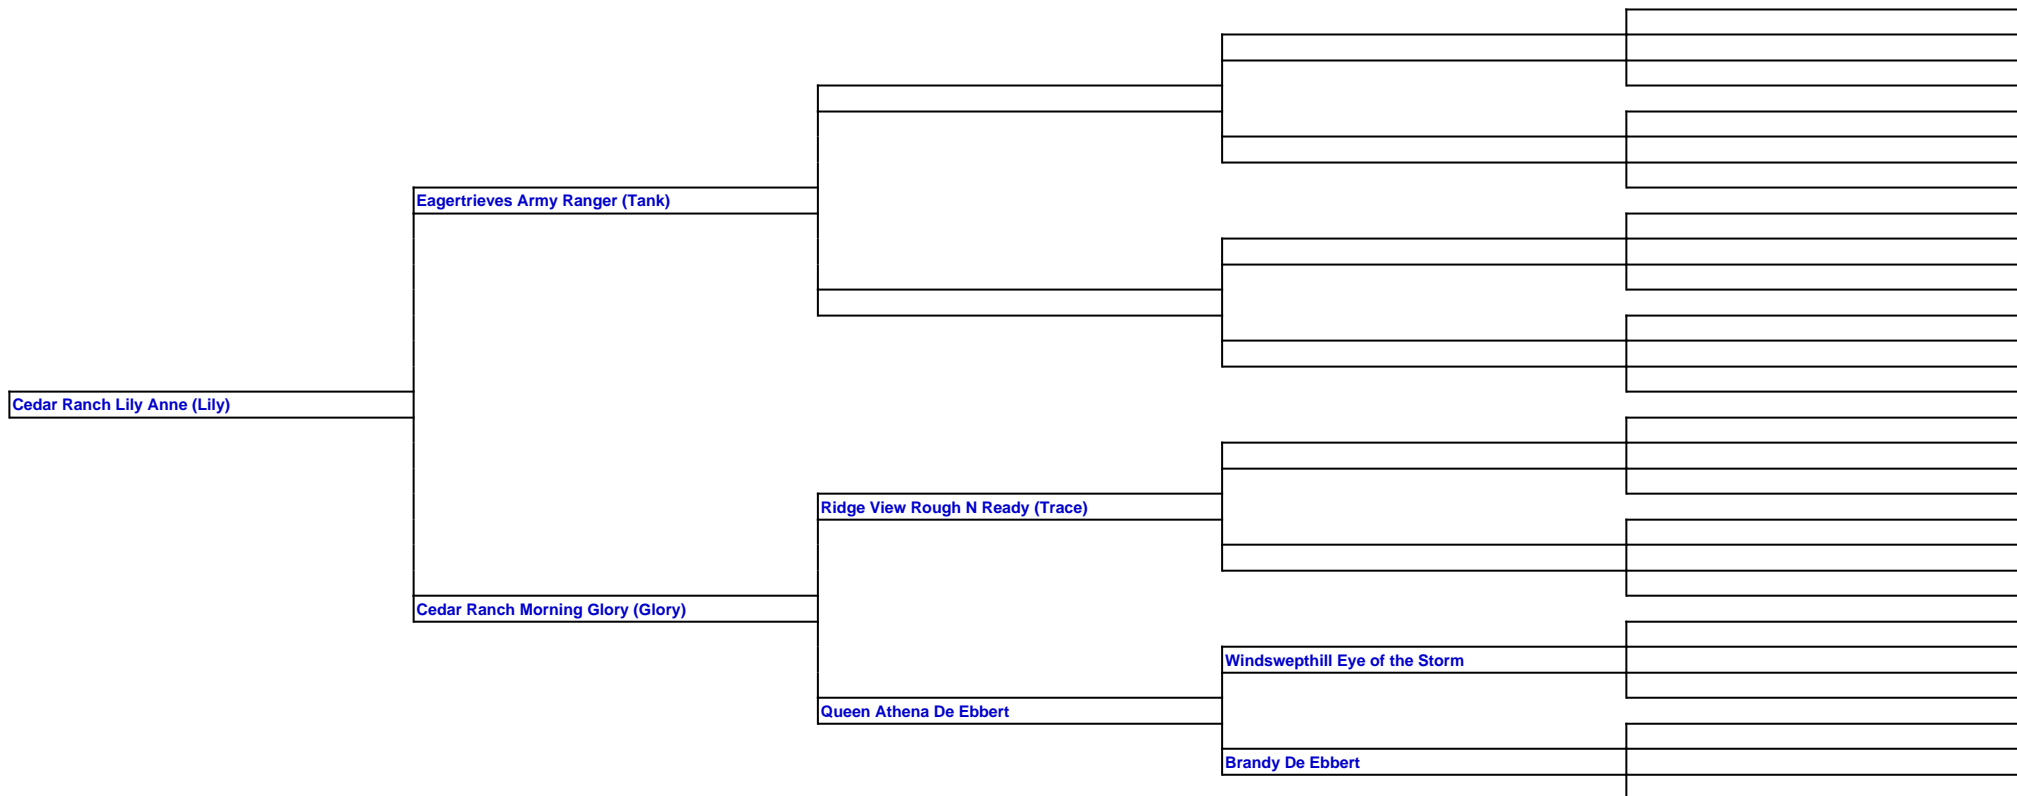 Eagertrieves Army Ranger (Tank)
Cedar Ranch Lily Anne (Lily)
Ridge View Rough N Ready (Trace)
Cedar Ranch Morning Glory (Glory)
Windswepthill Eye of the Storm
Queen Athena De Ebbert
Brandy De Ebbert